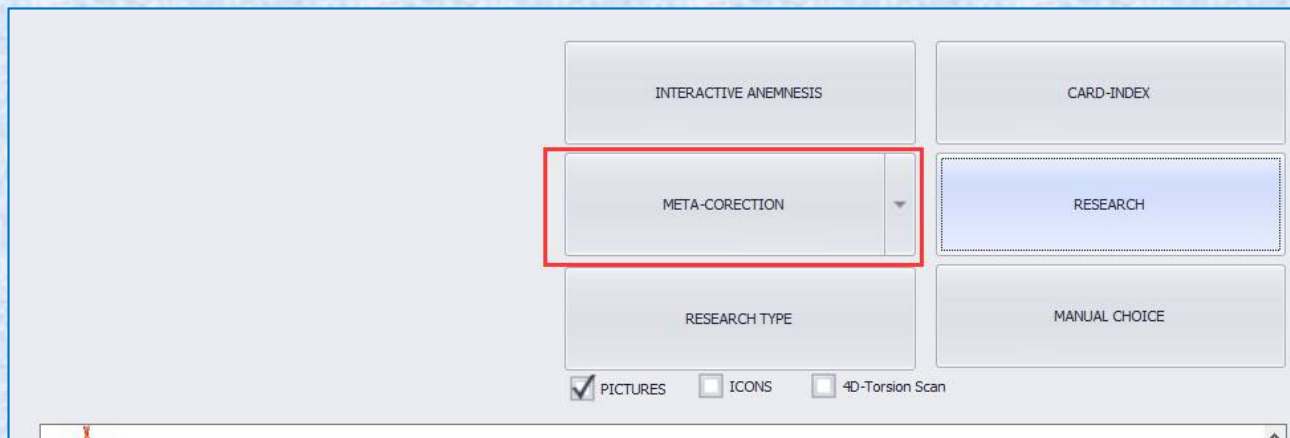 INTERACTIVE ANEMNESIS
CARD-INDEX
META-CORECTION
RESEARCH
RESEARCH TYPE
MANUAL CHOICE
PICTURES
ICONS
4D-Torsion Scan